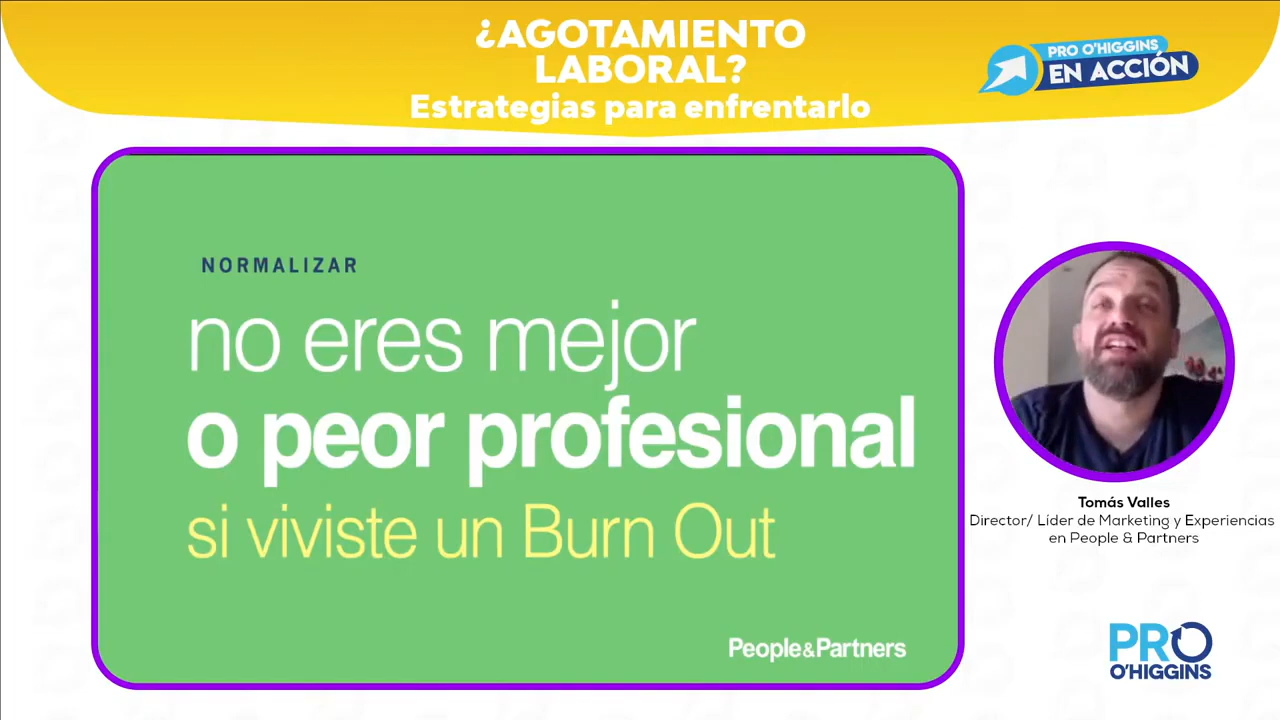 ¿AGOTAMIENTO
LABORAL?
Estrategias para enfrentarlo
PRO O'HIGGINS
EN ACCIÓN
NORMALIZAR
no eres mejor
o peor profesional
si viviste un Burn Out
People&Partners
Tomás Valles
Director/ Líder de Marketing y Experiencias
en People & Partners
PRO
O'HIGGINS